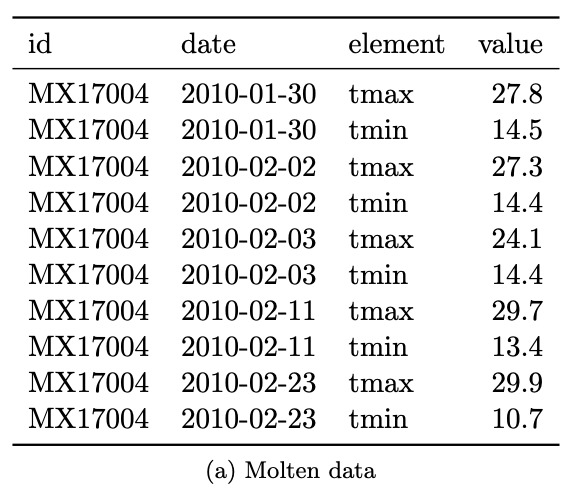 id date element value
MX17004 2010-01-30 tmax 27.8
MX17004 2010-01-30 tmin 14.5
MX17004 2010-02-02 tmax 27.3
MX17004 2010-02-02 tmin 14.4
MX17004 2010-02-03 tmax 24.1
MX17004 2010-02-03 tmin 14.4
MX17004 2010-02-11 tmax 29.7
MX17004 2010-02-11 tmin 13.4
MX17004 2010-02-23 tmax 29.9
MX17004 2010-02-23 tmin 10.7
(a) Molten data